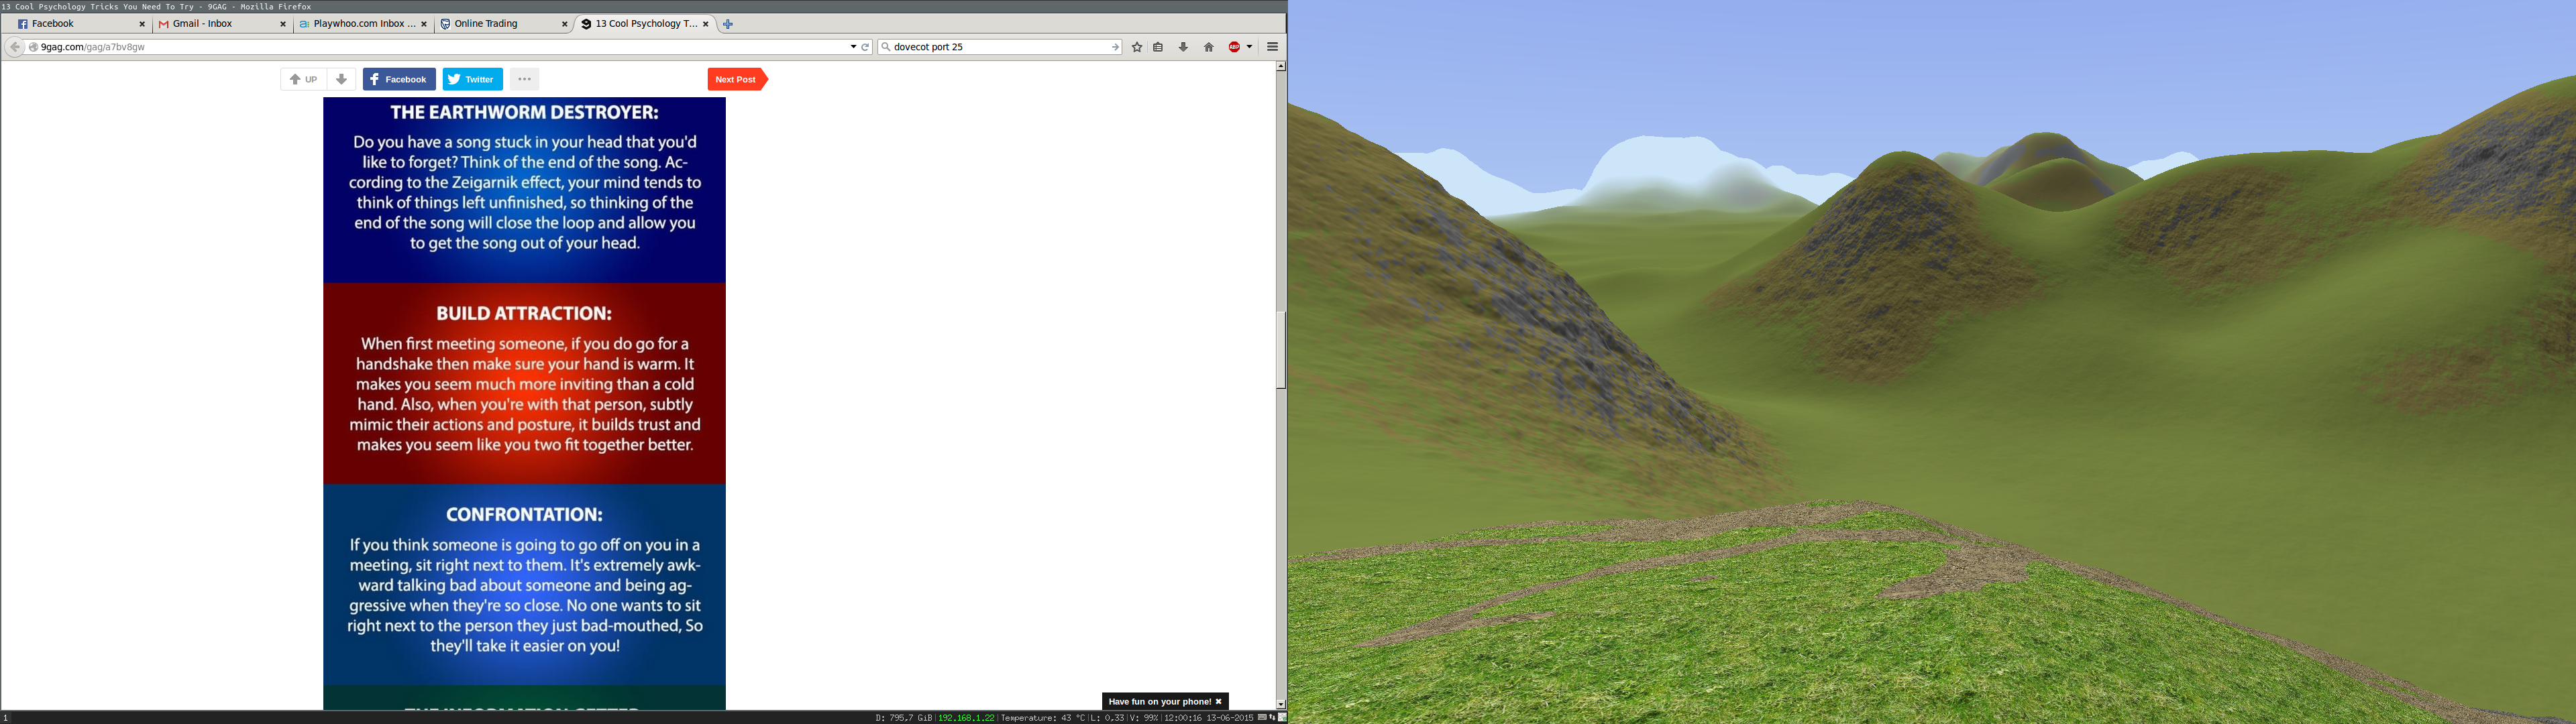 13 Cool Psychology Tricks You Need To Try - 9GAG - Mozilla Firefox
Facebook
Gmail - Inbox
Playwhoo.com Inbox ...
Online Trading
13 Cool Psychology T...
9gag.com/gag/a7bv8gw
dovecot port 25
ABP
UP
Facebook
Twitter
Next Post
THE EARTHWORM DESTROYER:
Do you have a song stuck in your head that you'd
like to forget? Think of the end of the song. Ac-
cording to the Zeigarnik effect, your mind tends to
think of things left unfinished, so thinking of the
end of the song will close the loop and allow you
to get the song out of your head.
BUILD ATTRACTION:
When first meeting someone, if you do go for a
handshake then make sure your hand is warm. It
makes you seem much more inviting than a cold
hand. Also, when you're with that person, subtly
mimic their actions and posture, it builds trust and
makes you seem like you two fit together better.
CONFRONTATION:
If you think someone is going to go off on you in a
meeting, sit right next to them. It's extremely awk-
ward talking bad about someone and being ag-
gressive when they're so close. No one wants to sit
right next to the person they just bad-mouthed, So
they'll take it easier on you!
Have fun on your phone!
1
D: 795,7 GiB|192.168.1.22|Temperature: 43 °C|L: 0,33|V: 99%|12:00:16 13-06-2015